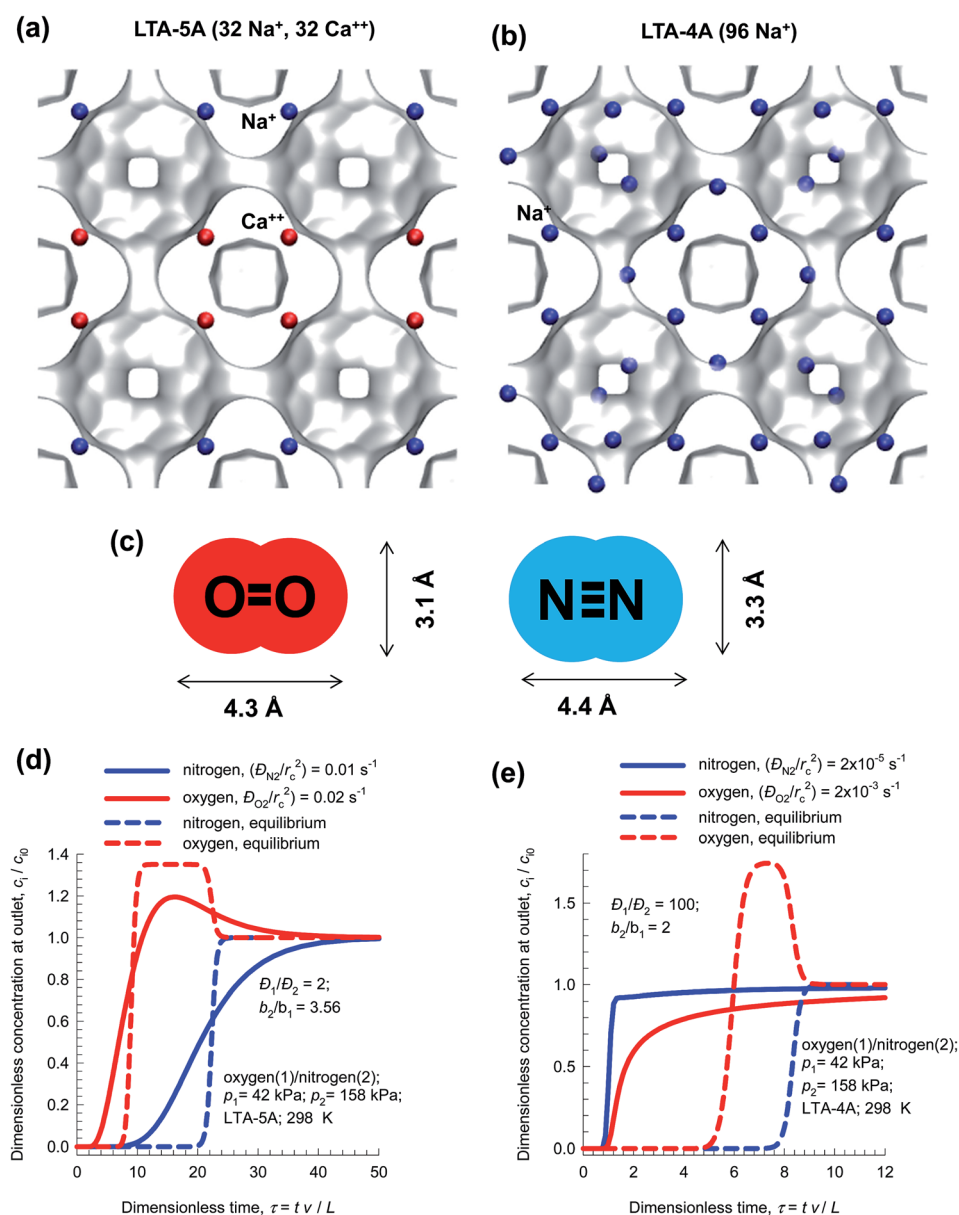 (a)
LTA-5A (32 Na⁺, 32 Ca⁺⁺)
Na⁺
Ca⁺⁺
(b)
LTA-4A (96 Na⁺)
Na⁺
(c)
O=O
3.1 Å
4.3 Å
N≡N
3.3 Å
4.4 Å
(d)
nitrogen, (Đ_N2/r_c²) = 0.01 s⁻¹
oxygen, Đ_O2/r_c²) = 0.02 s⁻¹
nitrogen, equilibrium
oxygen, equilibrium
Dimensionless concentration at outlet, c_i / c_i0
1.4
1.2
1.0
0.8
0.6
0.4
0.2
0.0
Đ₁/Đ₂ = 2;
b₂/b₁ = 3.56
oxygen(1)/nitrogen(2);
p₁= 42 kPa; p₂= 158 kPa;
LTA-5A; 298 K
0 10 20 30 40 50
Dimensionless time, τ = t v / L
(e)
nitrogen, (Đ_N2/r_c²) = 2x10⁻⁵ s⁻¹
oxygen, (Đ_O2/r_c²) = 2x10⁻³ s⁻¹
nitrogen, equilibrium
oxygen, equilibrium
Dimensionless concentration at outlet, c_i / c_i0
1.5
1.0
0.5
0.0
Đ₁/Đ₂ = 100;
b₂/b₁ = 2
oxygen(1)/nitrogen(2);
p₁= 42 kPa;
p₂= 158 kPa;
LTA-4A; 298 K
0 2 4 6 8 10 12
Dimensionless time, τ = t v / L